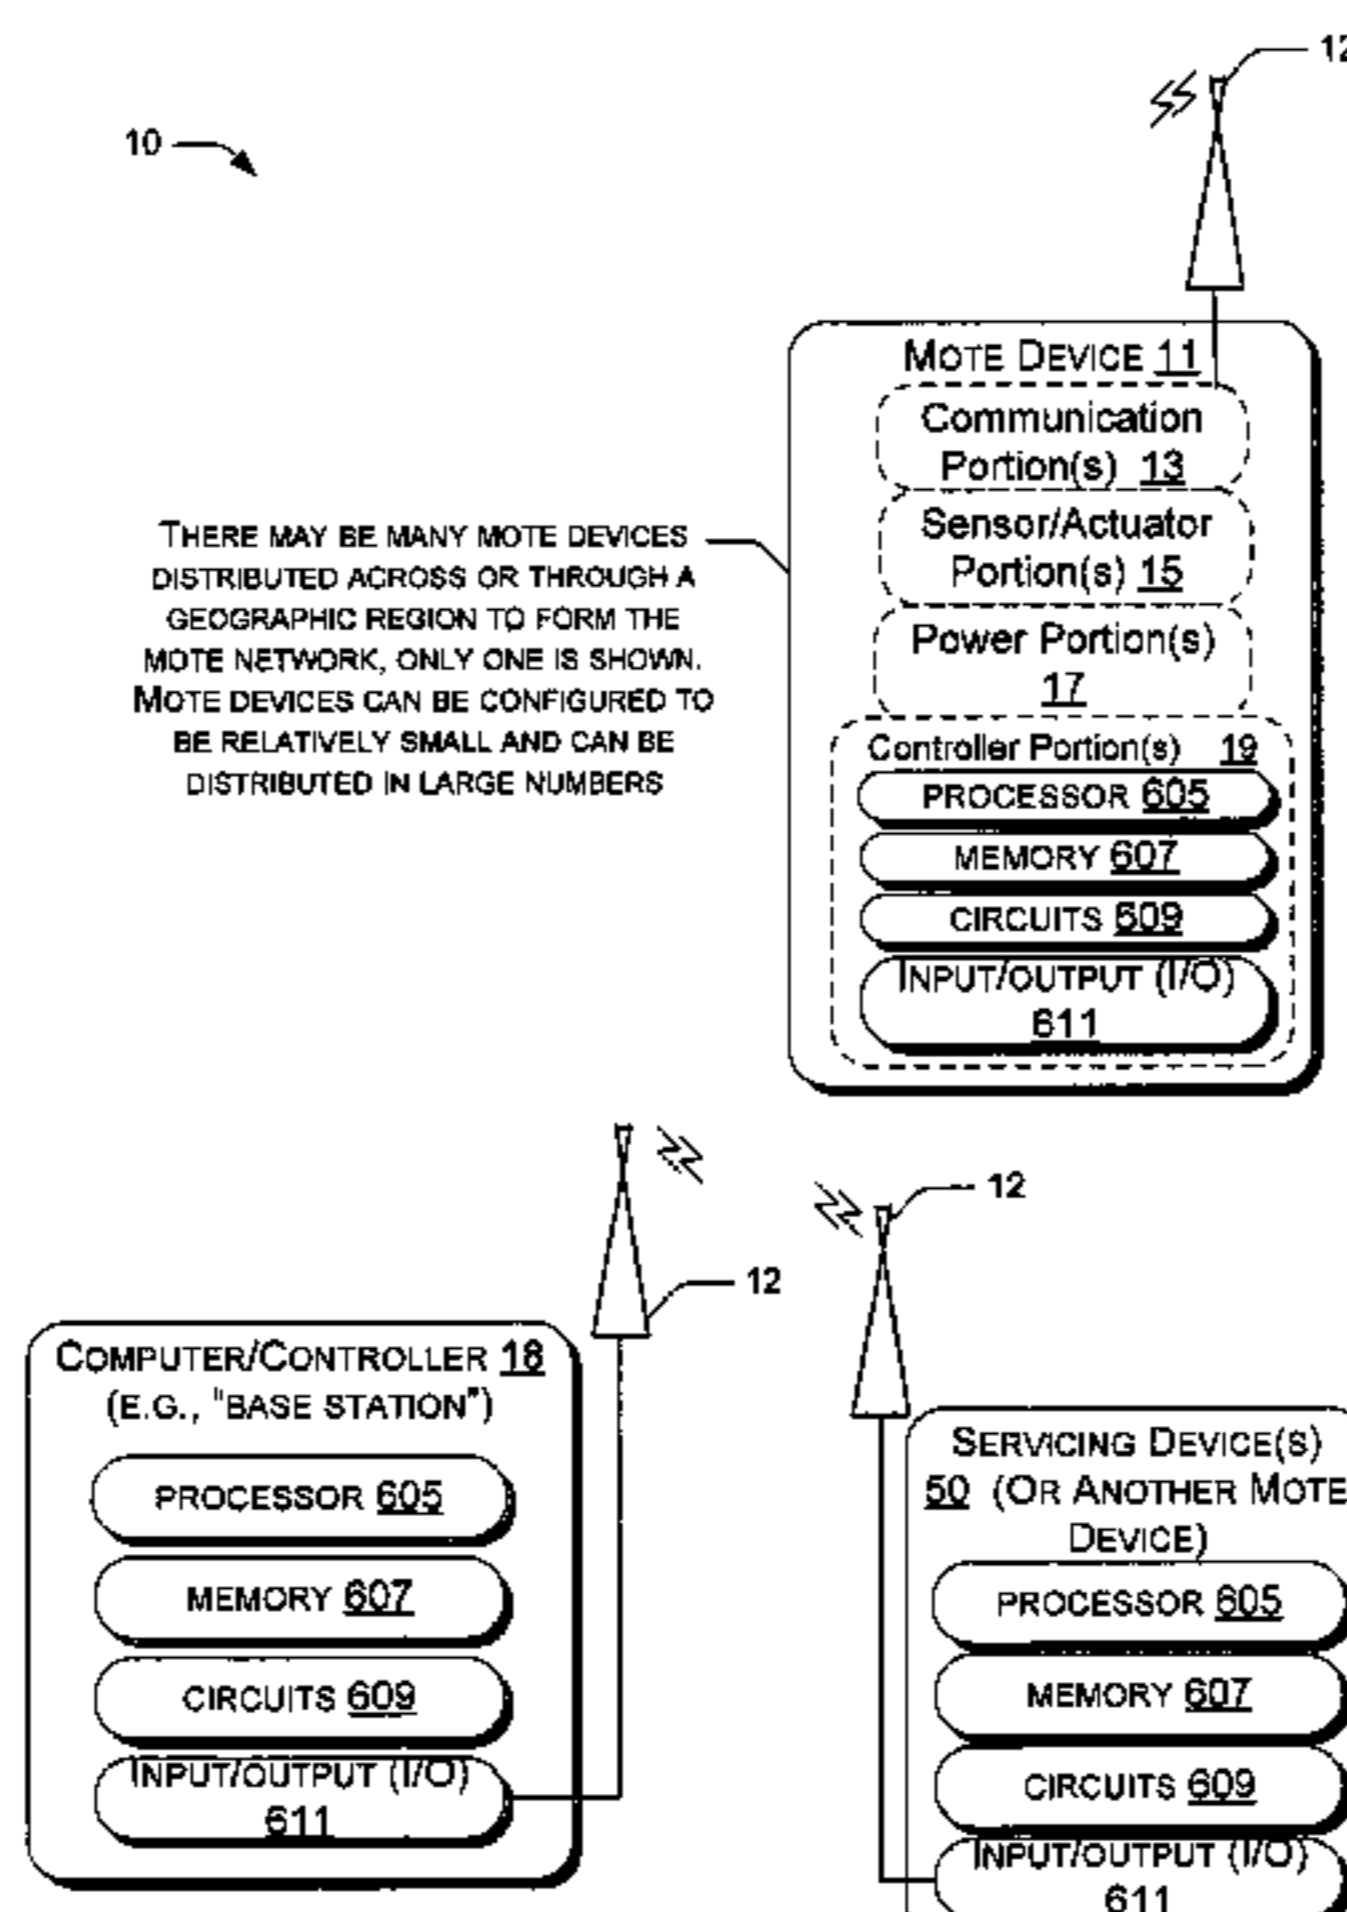 12
10
MOTE DEVICE 11
Communication
Portion(s) 13
Sensor/Actuator
Portion(s) 15
Power Portion(s)
17
Controller Portion(s) 19
PROCESSOR 605
MEMORY 607
CIRCUITS 609
INPUT/OUTPUT (I/O)
611
THERE MAY BE MANY MOTE DEVICES
DISTRIBUTED ACROSS OR THROUGH A
GEOGRAPHIC REGION TO FORM THE
MOTE NETWORK, ONLY ONE IS SHOWN.
MOTE DEVICES CAN BE CONFIGURED TO
BE RELATIVELY SMALL AND CAN BE
DISTRIBUTED IN LARGE NUMBERS
12
12
COMPUTER/CONTROLLER 18
(E.G., "BASE STATION")
PROCESSOR 605
MEMORY 607
CIRCUITS 609
INPUT/OUTPUT (I/O)
611
SERVICING DEVICE(S)
50 (OR ANOTHER MOTE
DEVICE)
PROCESSOR 605
MEMORY 607
CIRCUITS 609
INPUT/OUTPUT (I/O)
611